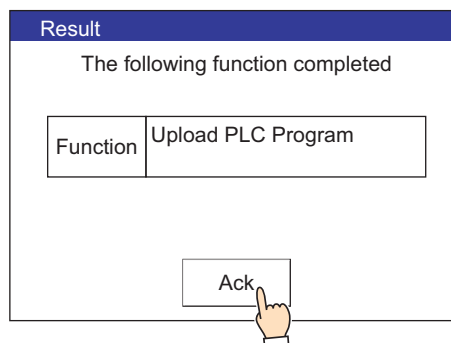 Result
The following function completed
Function
Upload PLC Program
Ack